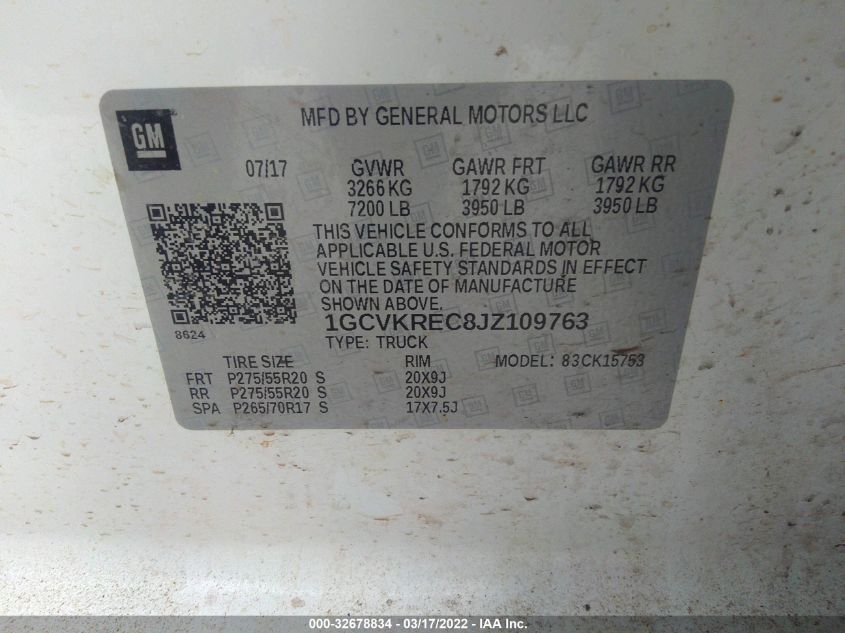 MFD BY GENERAL MOTORS LLC
GM
07/17 GVWR GAWR FRT GAWR RR
3266 KG 1792 KG 1792 KG
7200 LB 3950 LB 3950 LB
THIS VEHICLE CONFORMS TO ALL
APPLICABLE U.S. FEDERAL MOTOR
VEHICLE SAFETY STANDARDS IN EFFECT
ON THE DATE OF MANUFACTURE
SHOWN ABOVE.
8624
1GCVKREC8JZ109763
TYPE: TRUCK
TIRE SIZE RIM MODEL: 83CK15753
FRT P275/55R20 S 20X9J
RR P275/55R20 S 20X9J
SPA P265/70R17 S 17X7.5J
000-32678834 - 03/17/2022 - IAA Inc.